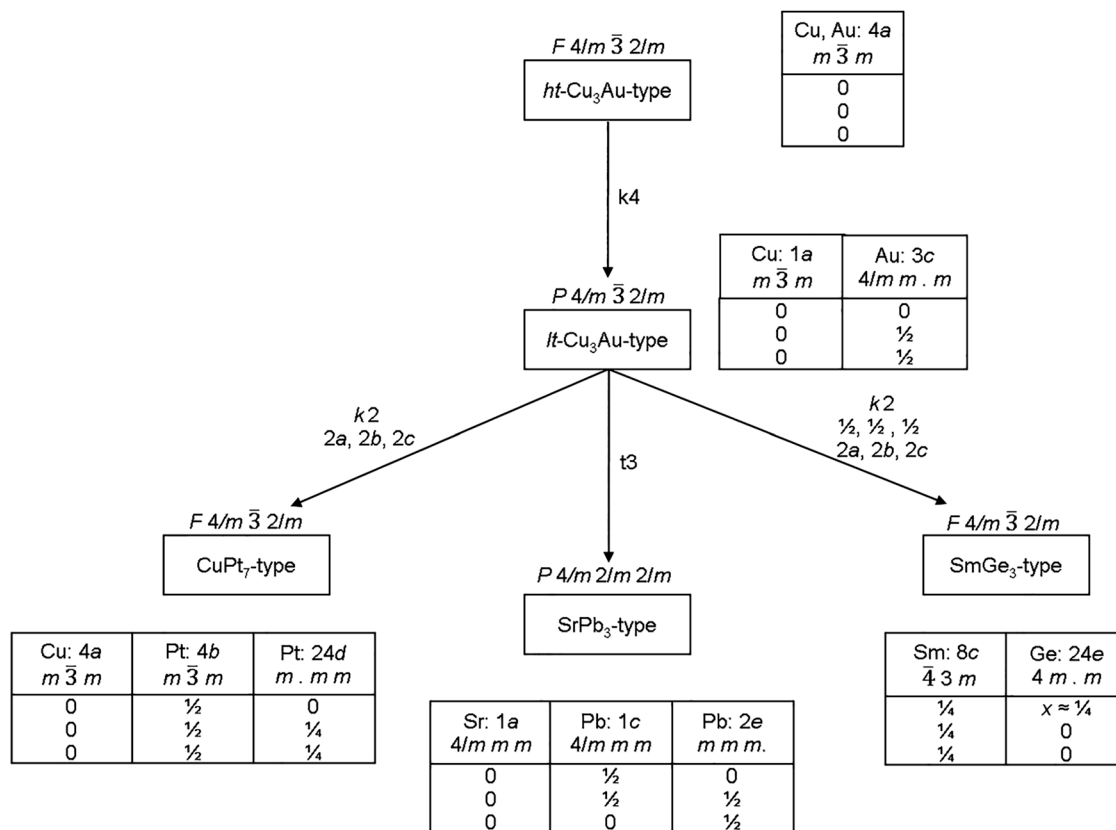 F 4/m 3̅ 2/m
ht-Cu₃Au-type
Cu, Au: 4a
m 3̅ m
0
0
0
k4
P 4/m 3̅ 2/m
lt-Cu₃Au-type
Cu: 1a Au: 3c
m 3̅ m 4/m m . m
0 0
0 ½
0 ½
k2
2a, 2b, 2c
t3
k2
½, ½ , ½
2a, 2b, 2c
F 4/m 3̅ 2/m
CuPt₇-type
P 4/m 2/m 2/m
SrPb₃-type
F 4/m 3̅ 2/m
SmGe₃-type
Cu: 4a Pt: 4b Pt: 24d
m 3̅ m m 3̅ m m . m m
0 ½ 0
0 ½ ¼
0 ½ ¼
Sr: 1a Pb: 1c Pb: 2e
4/m m m 4/m m m m m m.
0 ½ 0
0 ½ ½
0 0 ½
Sm: 8c Ge: 24e
4̅ 3 m 4 m . m
¼ x ≈ ¼
¼ 0
¼ 0